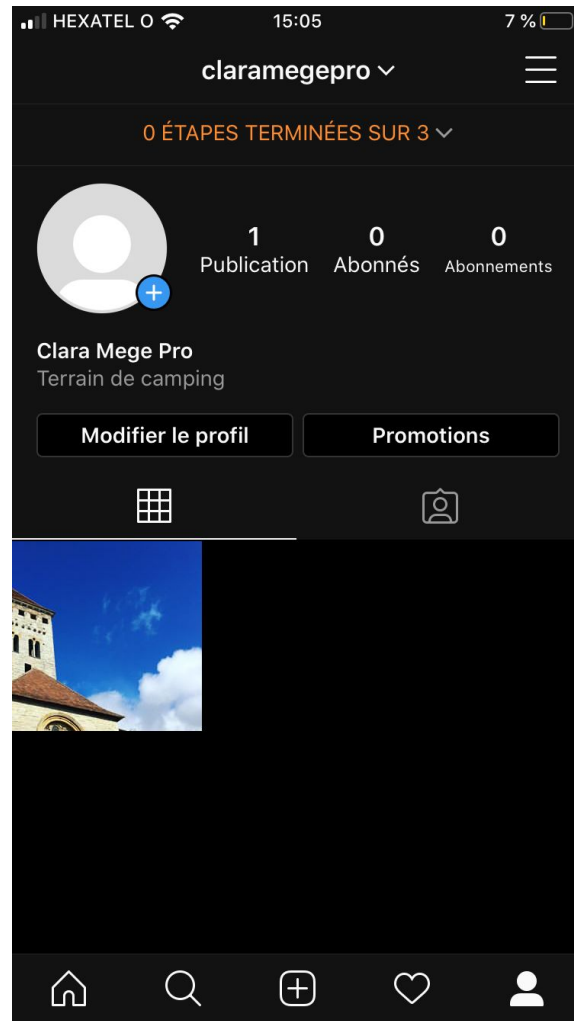 HEXATEL O 15:05 7 %
claramegepro
0 ÉTAPES TERMINÉES SUR 3
1 0 0
Publication Abonnés Abonnements
Clara Mege Pro
Terrain de camping
Modifier le profil Promotions